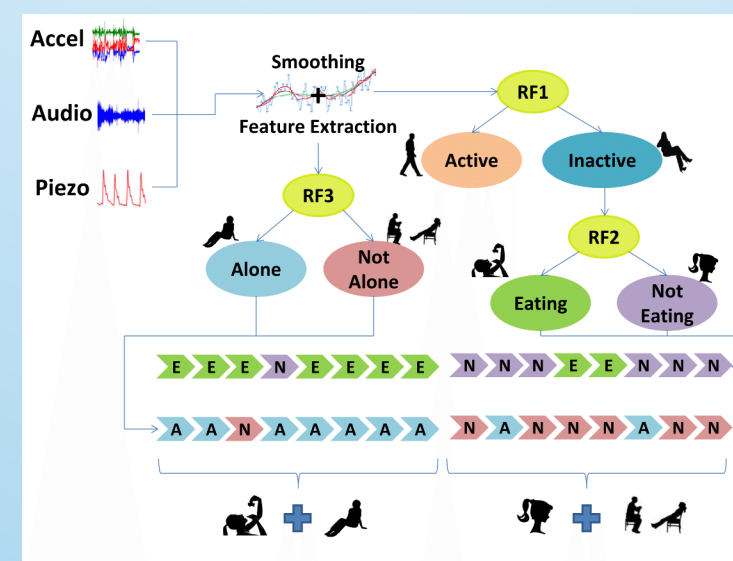 Accel
Audio
Piezo
Smoothing
+
Feature Extraction
RF1
Active
Inactive
RF3
RF2
Alone
Not
Alone
Eating
Not
Eating
E E E N E E E E
N N N E E N N N
A A N A A A A A
N A N N N A N N